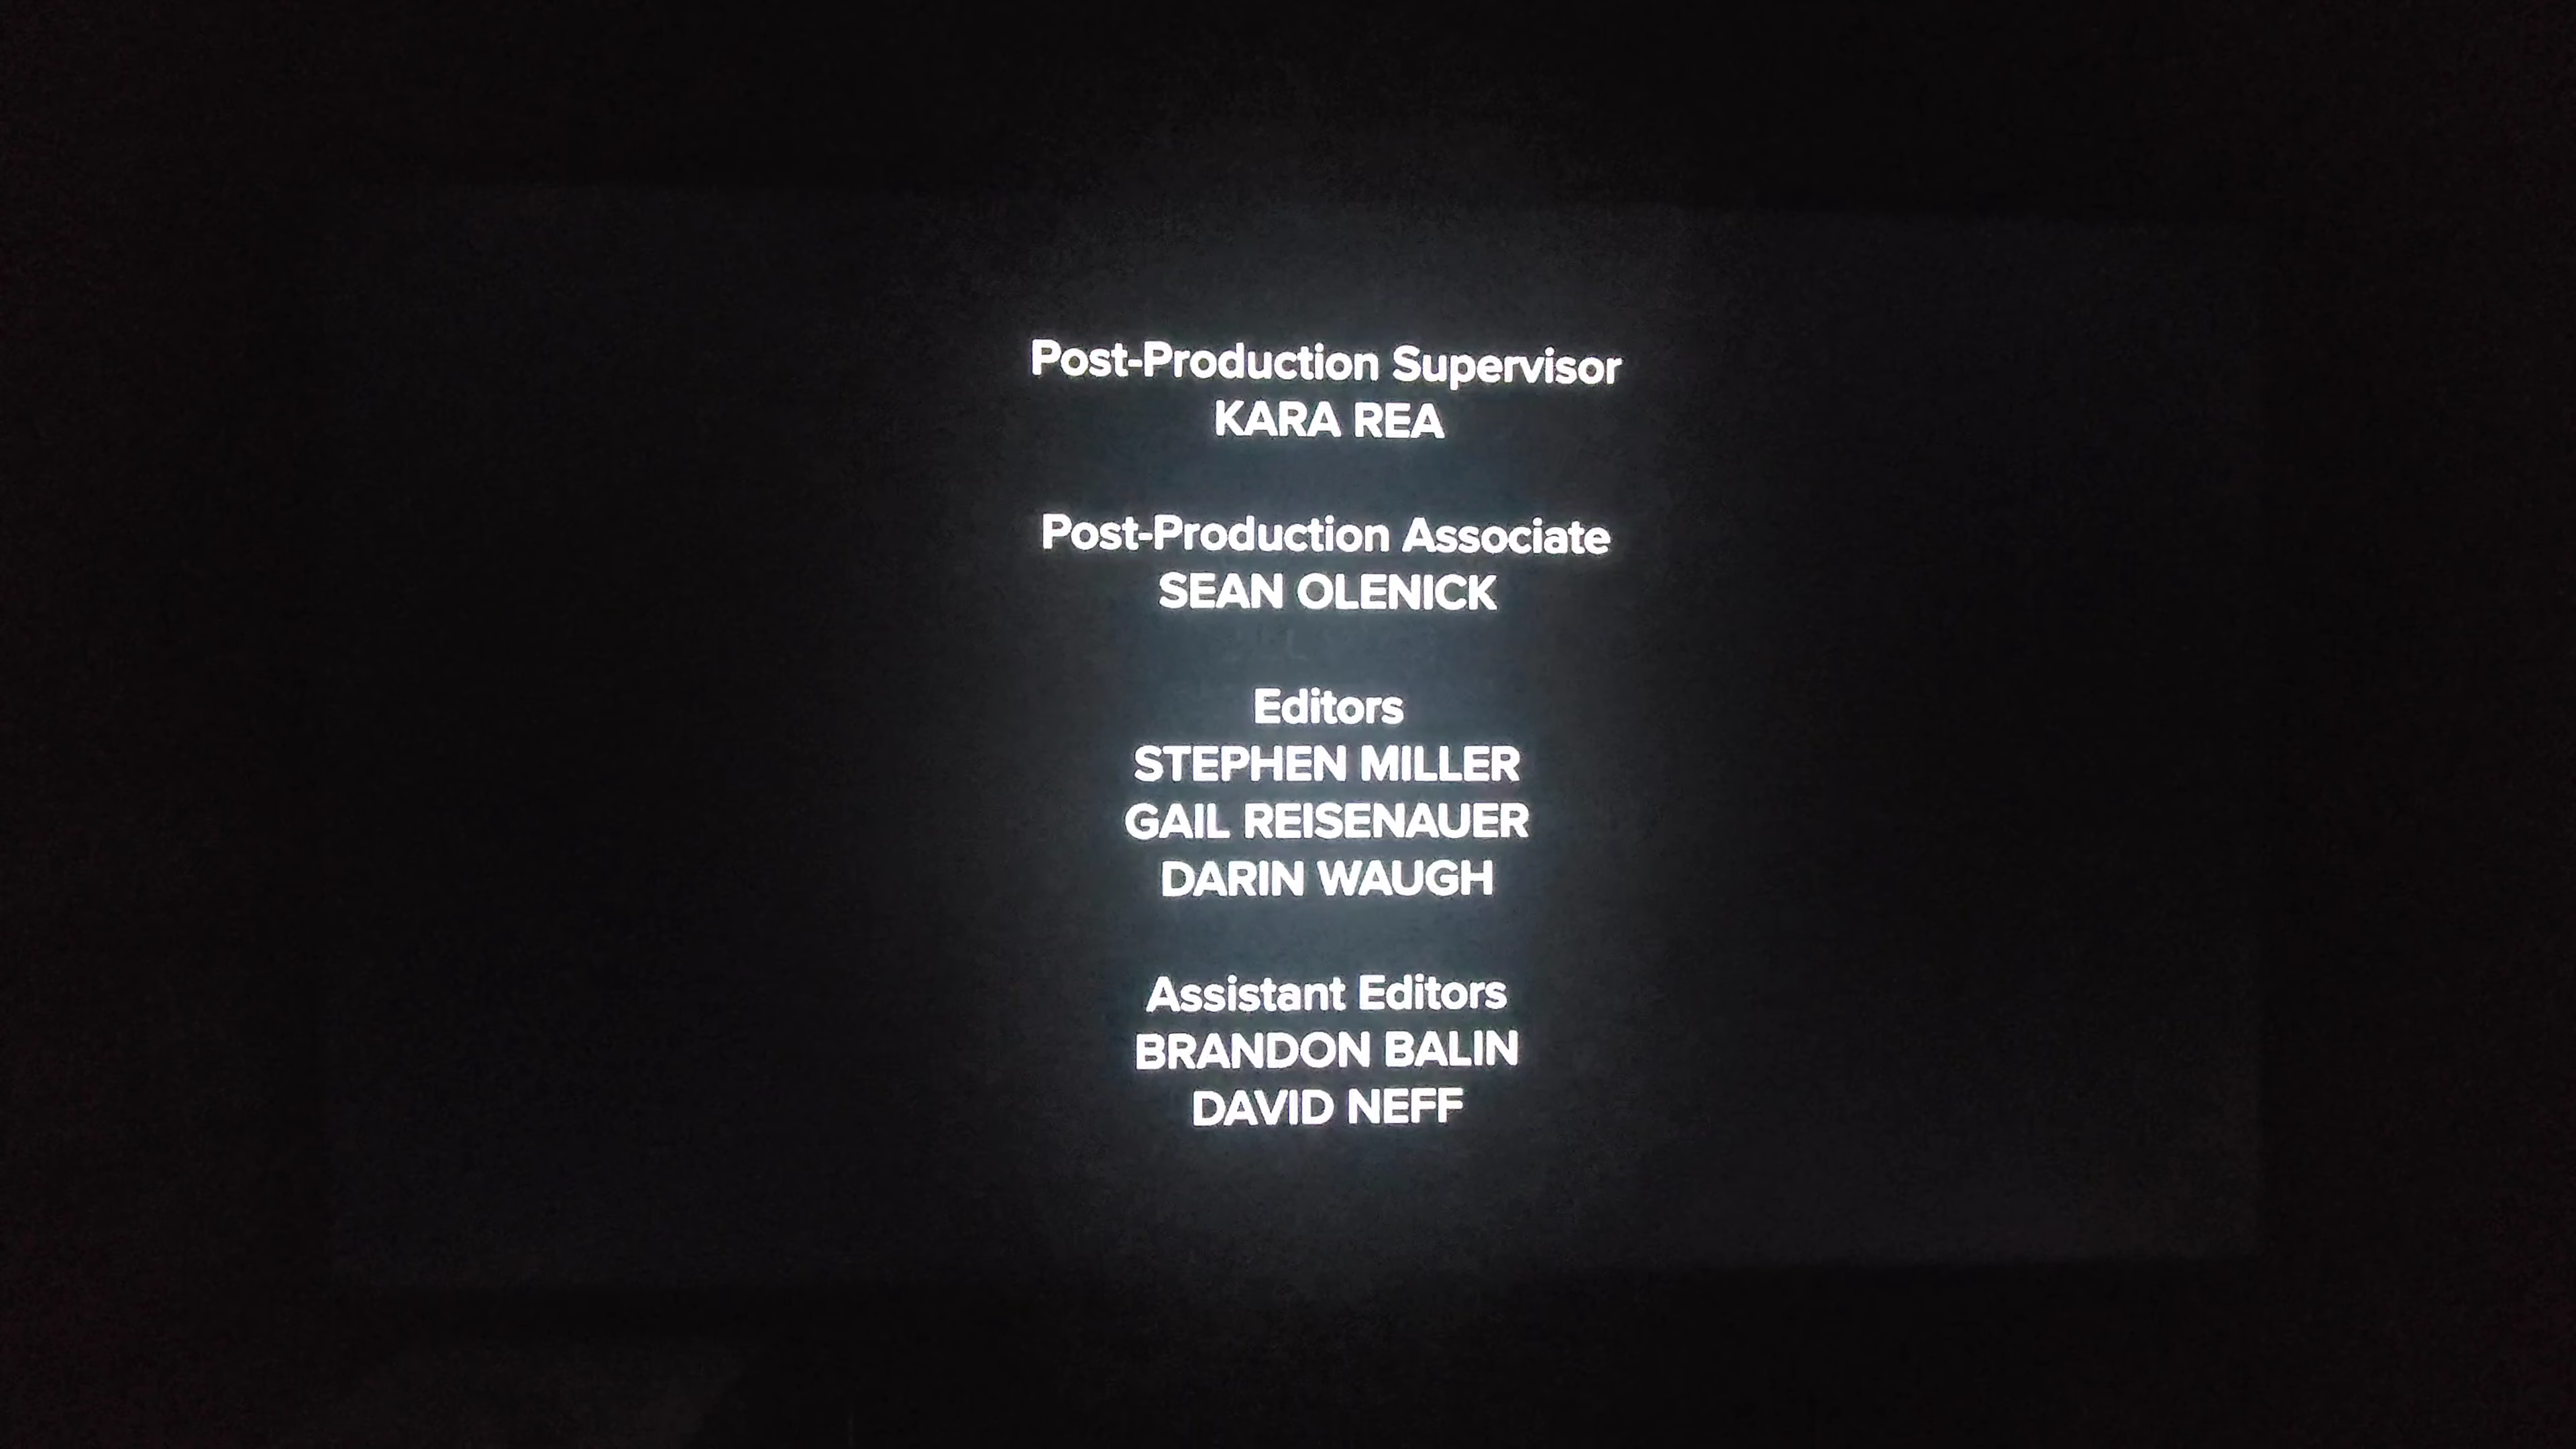 Post-Production Supervisor
KARA REA
Post-Production Associate
SEAN OLENICK
Editors
STEPHEN MILLER
GAIL REISENAUER
DARIN WAUGH
Assistant Editors
BRANDON BALIN
DAVID NEFF